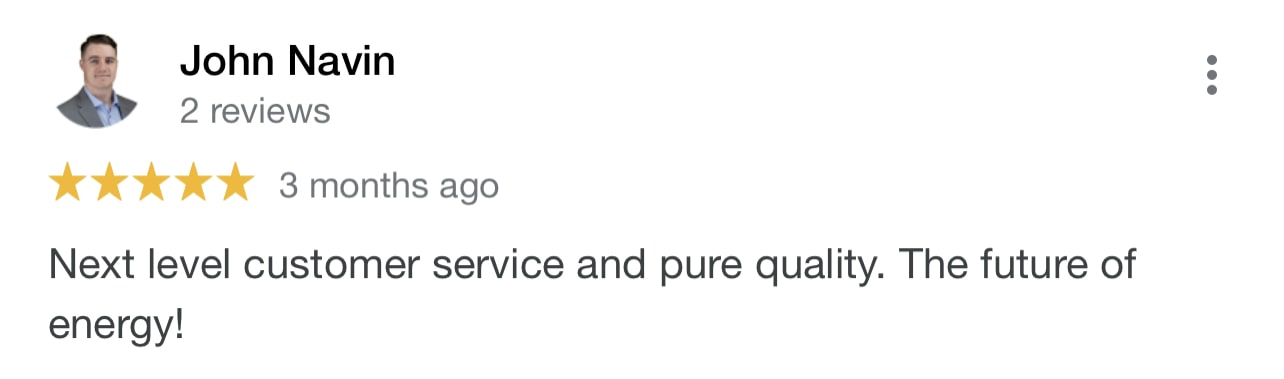 John Navin
2 reviews
3 months ago
Next level customer service and pure quality. The future of
energy!